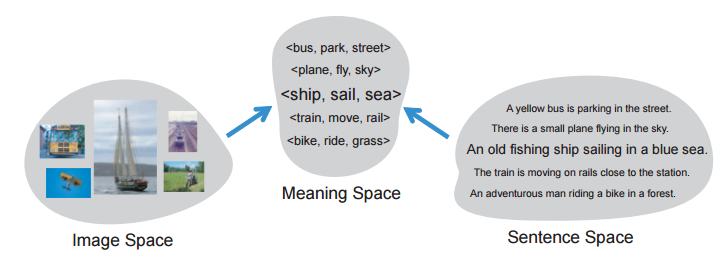 <bus, park, street>
<plane, fly, sky>
<ship, sail, sea>
<train, move, rail>
<bike, ride, grass>
Meaning Space
Image Space
A yellow bus is parking in the street.
There is a small plane flying in the sky.
An old fishing ship sailing in a blue sea.
The train is moving on rails close to the station.
An adventurous man riding a bike in a forest.
Sentence Space